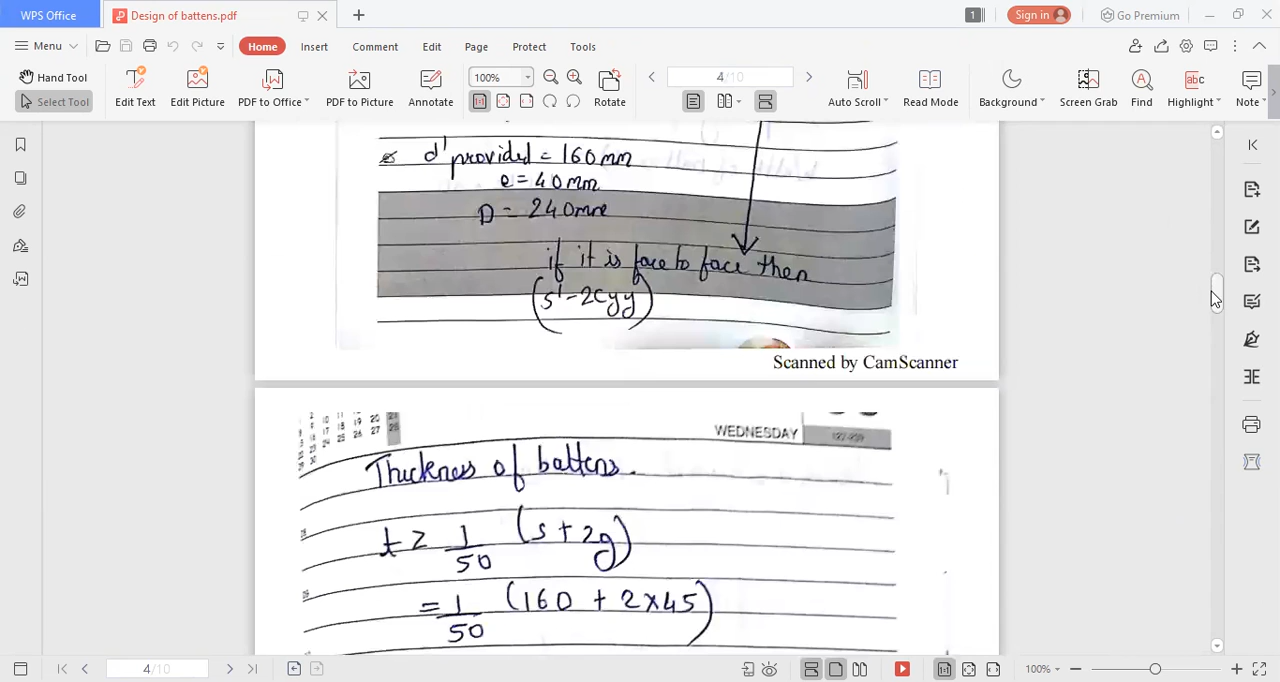 WPS Office
Design of battens.pdf
1
Sign in
Go Premium
Menu
Home
Insert
Comment
Edit
Page
Protect
Tools
Hand Tool
Select Tool
Edit Text
Edit Picture
PDF to Office
PDF to Picture
Annotate
100%
Rotate
4/10
Auto Scroll
Read Mode
Background
Screen Grab
Find
Highlight
Note
d' provided = 160mm
e = 40mm
D = 240mm
if it is face to face then
(s' - 2Cyy)
Scanned by CamScanner
WEDNESDAY
Thickness of battens.
t ≥ 1/50 (s + 2g)
= 1/50 (160 + 2×45)
4/10
100%